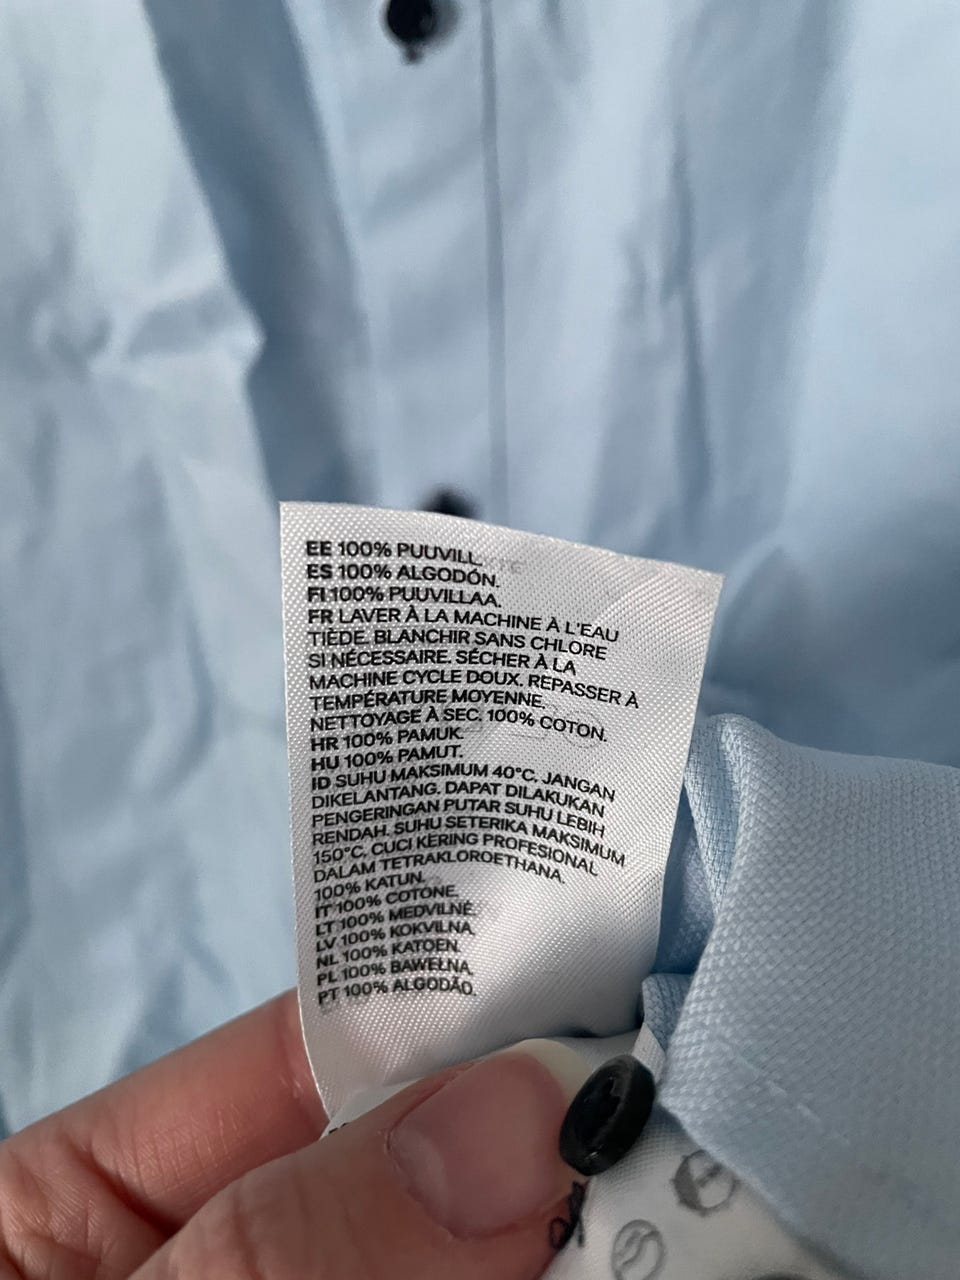 EE 100% PUUVILL.
ES 100% ALGODÓN.
FI 100% PUUVILLAA.
FR LAVER À LA MACHINE À L'EAU
TIÈDE. BLANCHIR SANS CHLORE
SI NÉCESSAIRE. SÉCHER À LA
MACHINE CYCLE DOUX. REPASSER À
TEMPÉRATURE MOYENNE.
NETTOYAGE À SEC. 100% COTON.
HR 100% PAMUK.
HU 100% PAMUT.
ID SUHU MAKSIMUM 40°C. JANGAN
DIKELANTANG. DAPAT DILAKUKAN
PENGERINGAN PUTAR SUHU LEBIH
RENDAH. SUHU SETERIKA MAKSIMUM
150°C. CUCI KERING PROFESIONAL
DALAM TETRAKLOROETHANA.
100% KATUN.
IT 100% COTONE.
LT 100% MEDVILNĖ.
LV 100% KOKVILNA.
NL 100% KATOEN.
PL 100% BAWEŁNA.
PT 100% ALGODÃO.